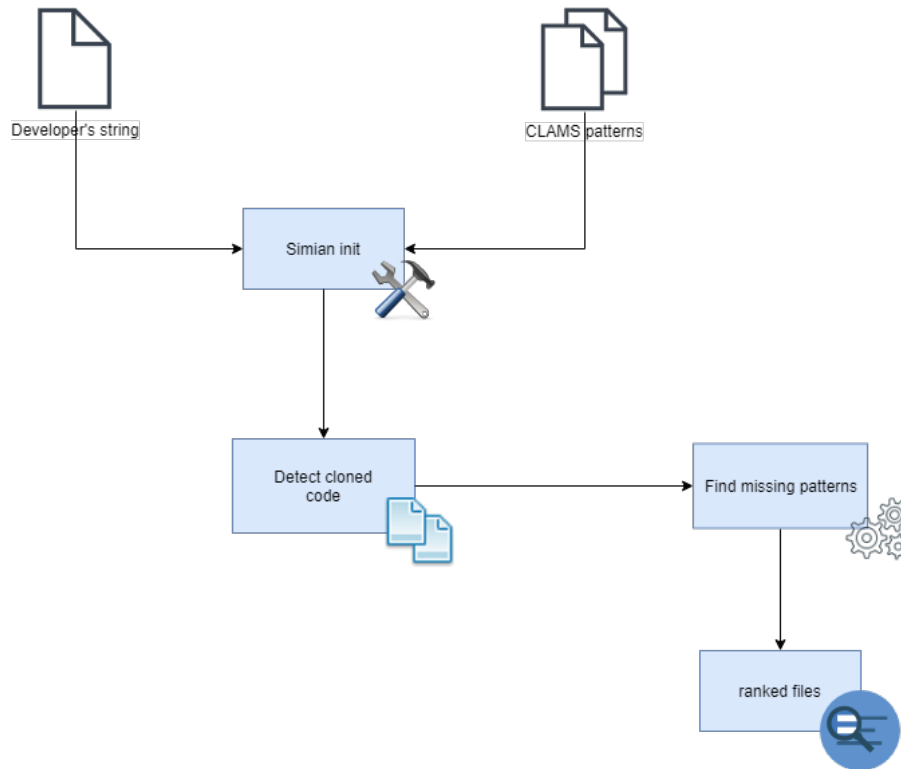 Developer's string
CLAMS patterns
Simian init
Detect cloned
code
Find missing patterns
ranked files